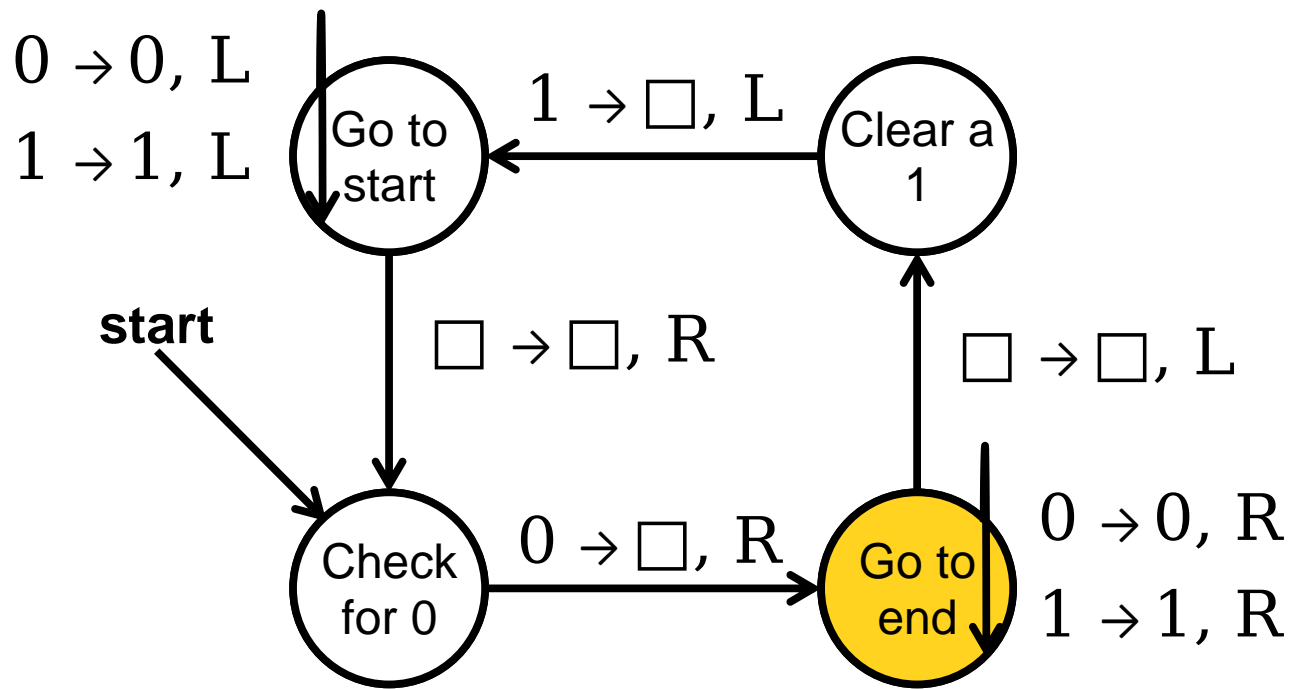 0 → 0, L
1 → 1, L
Go to
start
1 → □, L
Clear a
1
start
□ → □, R
□ → □, L
Check
for 0
0 → □, R
Go to
end
0 → 0, R
1 → 1, R